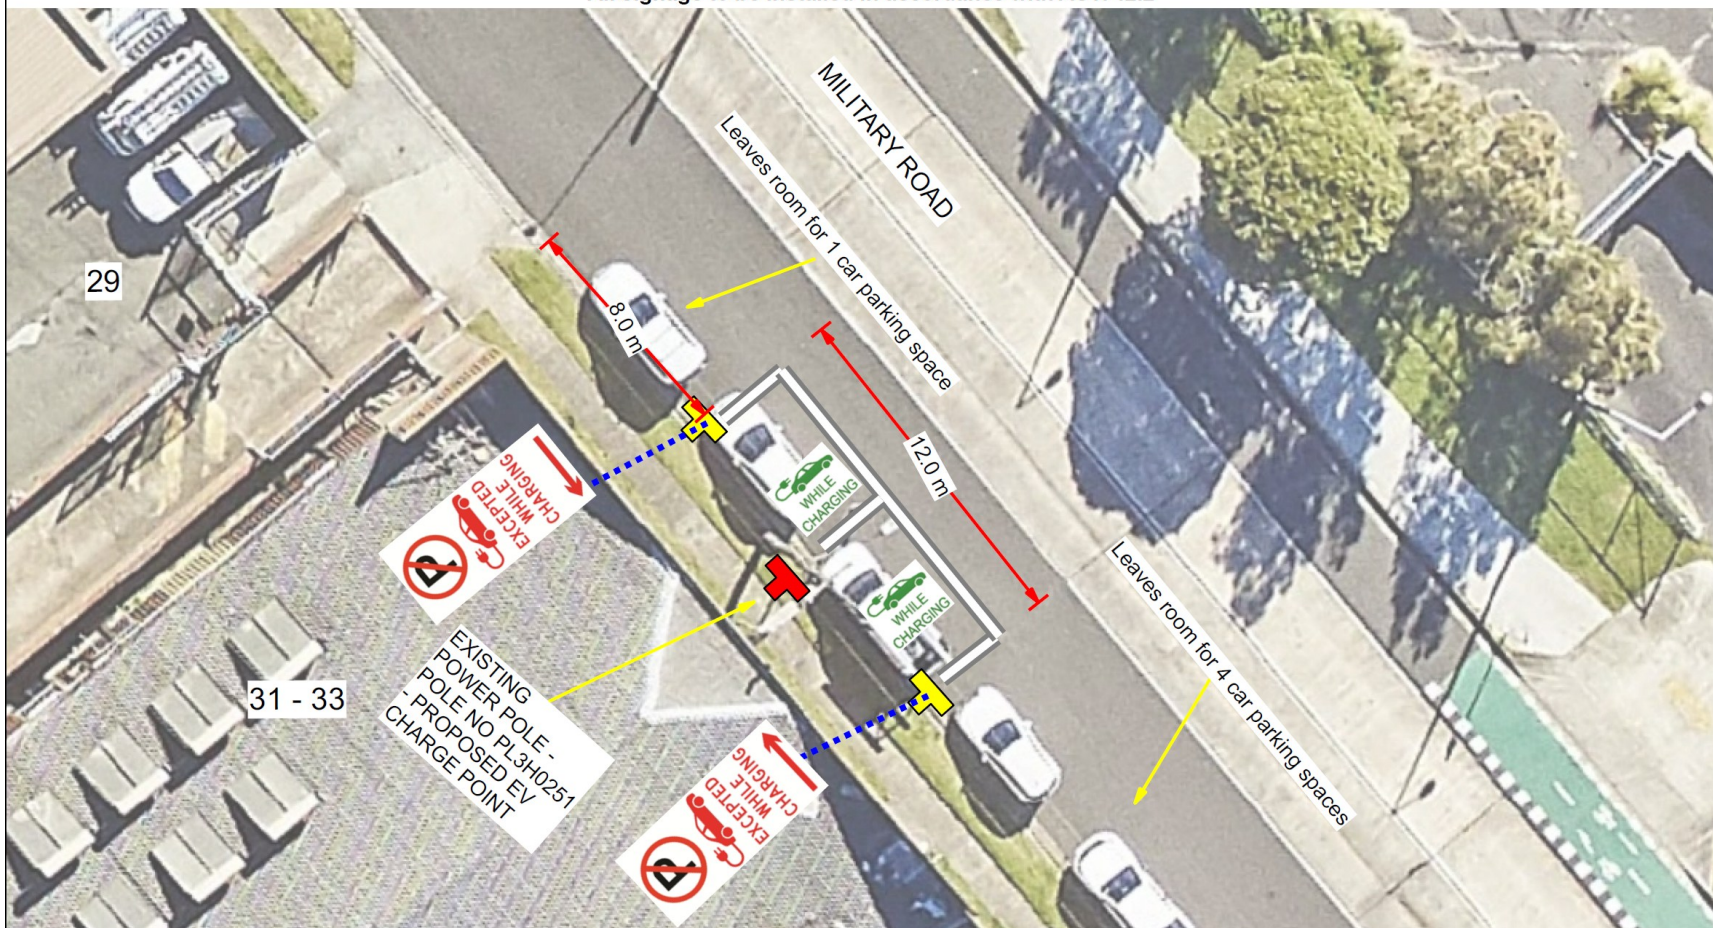 MILITARY ROAD
Leaves room for 1 car parking space
29
8.0 m
12.0 m
EXCEPTED
WHILE
CHARGING
P
WHILE
CHARGING
WHILE
CHARGING
EXISTING
POWER POLE -
POLE NO PL3H0251
- PROPOSED EV
CHARGE POINT
31 - 33
Leaves room for 4 car parking spaces
EXCEPTED
WHILE
CHARGING
P